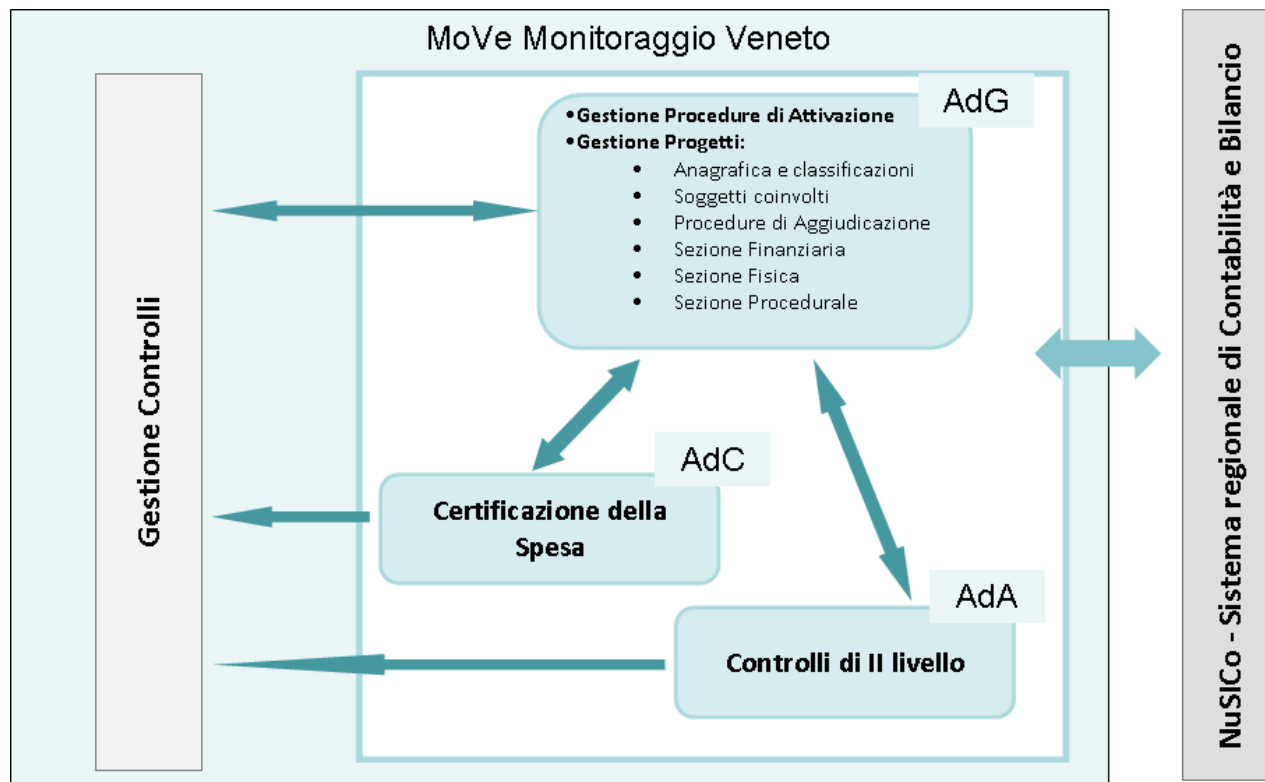 MoVe Monitoraggio Veneto
AdG
•Gestione Procedure di Attivazione
•Gestione Progetti:
• Anagrafica e classificazioni
• Soggetti coinvolti
• Procedure di Aggiudicazione
• Sezione Finanziaria
• Sezione Fisica
• Sezione Procedurale
Gestione Controlli
AdC
Certificazione della
Spesa
AdA
Controlli di II livello
NuSICo - Sistema regionale di Contabilità e Bilancio